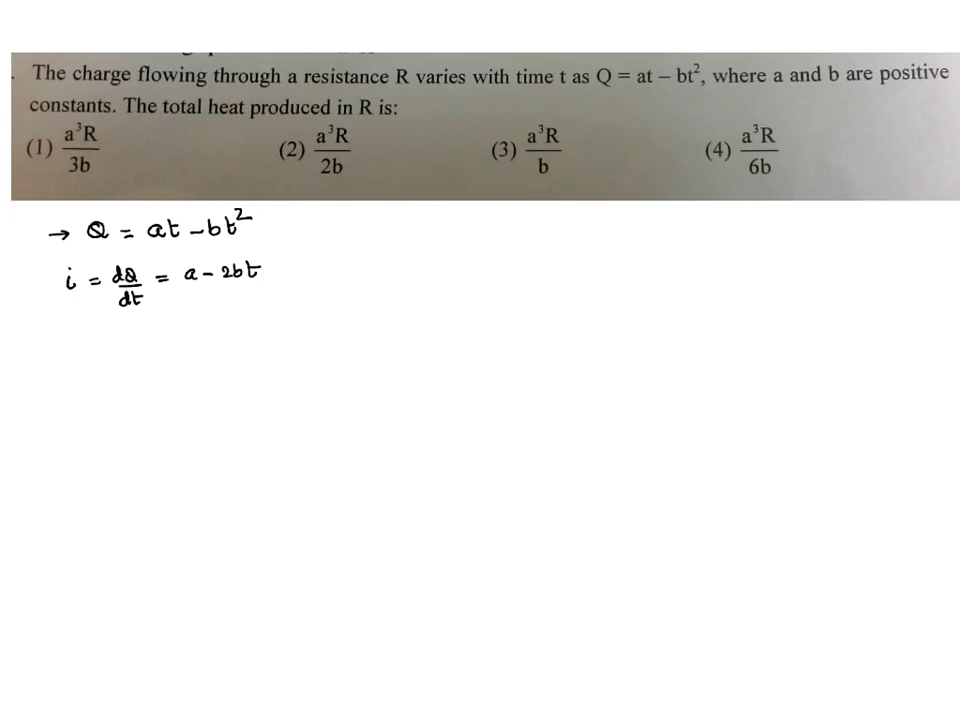 The charge flowing through a resistance R varies with time t as Q = at – bt², where a and b are positive
constants. The total heat produced in R is:
(1) a³R/3b (2) a³R/2b (3) a³R/b (4) a³R/6b
→ Q = at - bt²
i = dQ/dt = a - 2bt